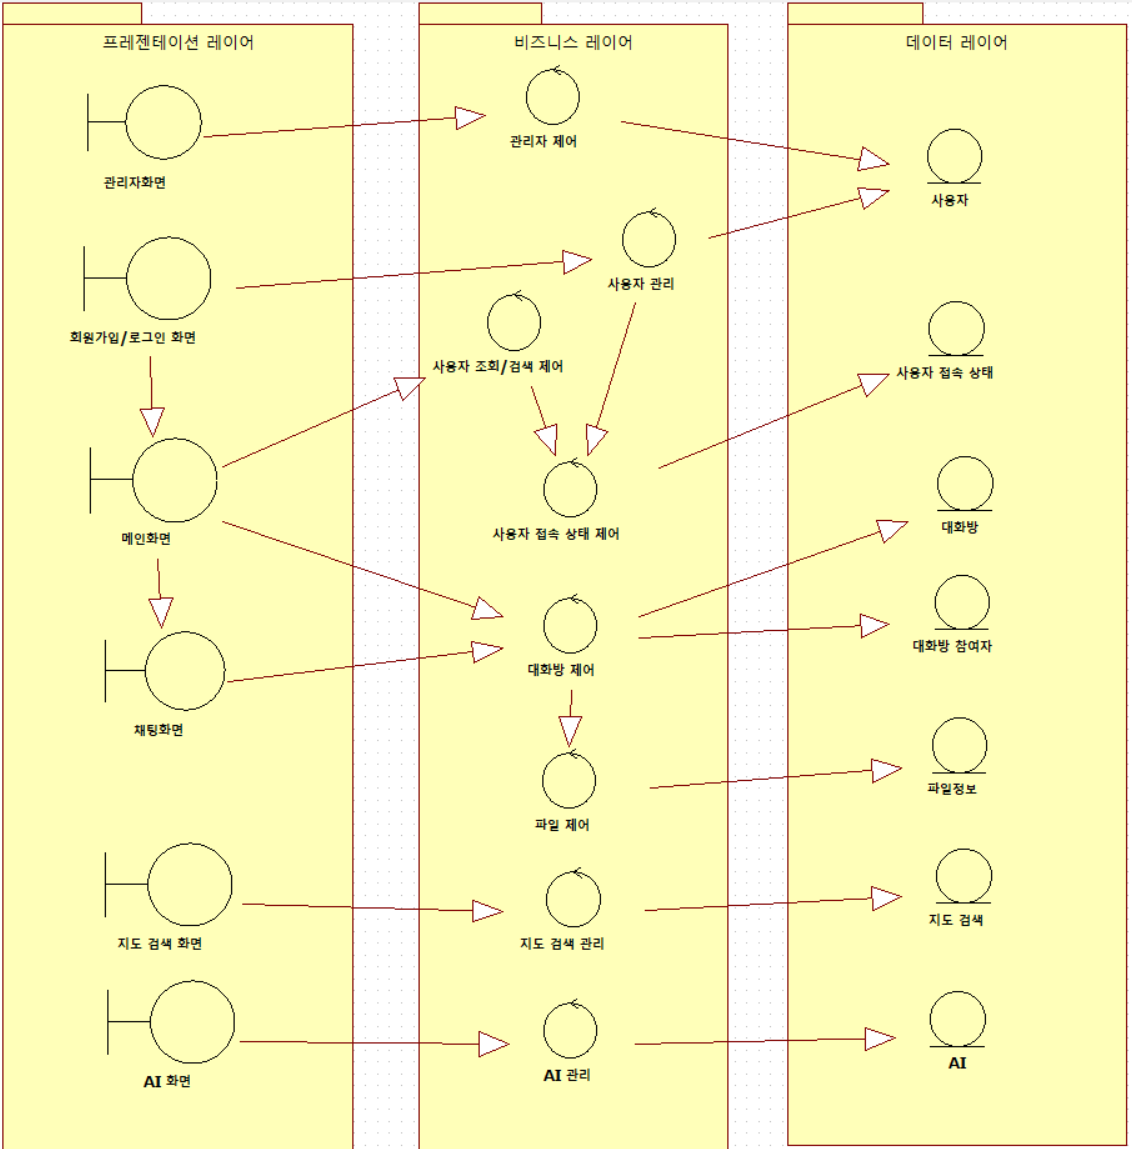 프레젠테이션 레이어
관리자화면
회원가입/로그인 화면
메인화면
채팅화면
지도 검색 화면
AI 화면
비즈니스 레이어
관리자 제어
사용자 관리
사용자 조회/검색 제어
사용자 접속 상태 제어
대화방 제어
파일 제어
지도 검색 관리
AI 관리
데이터 레이어
사용자
사용자 접속 상태
대화방
대화방 참여자
파일정보
지도 검색
AI